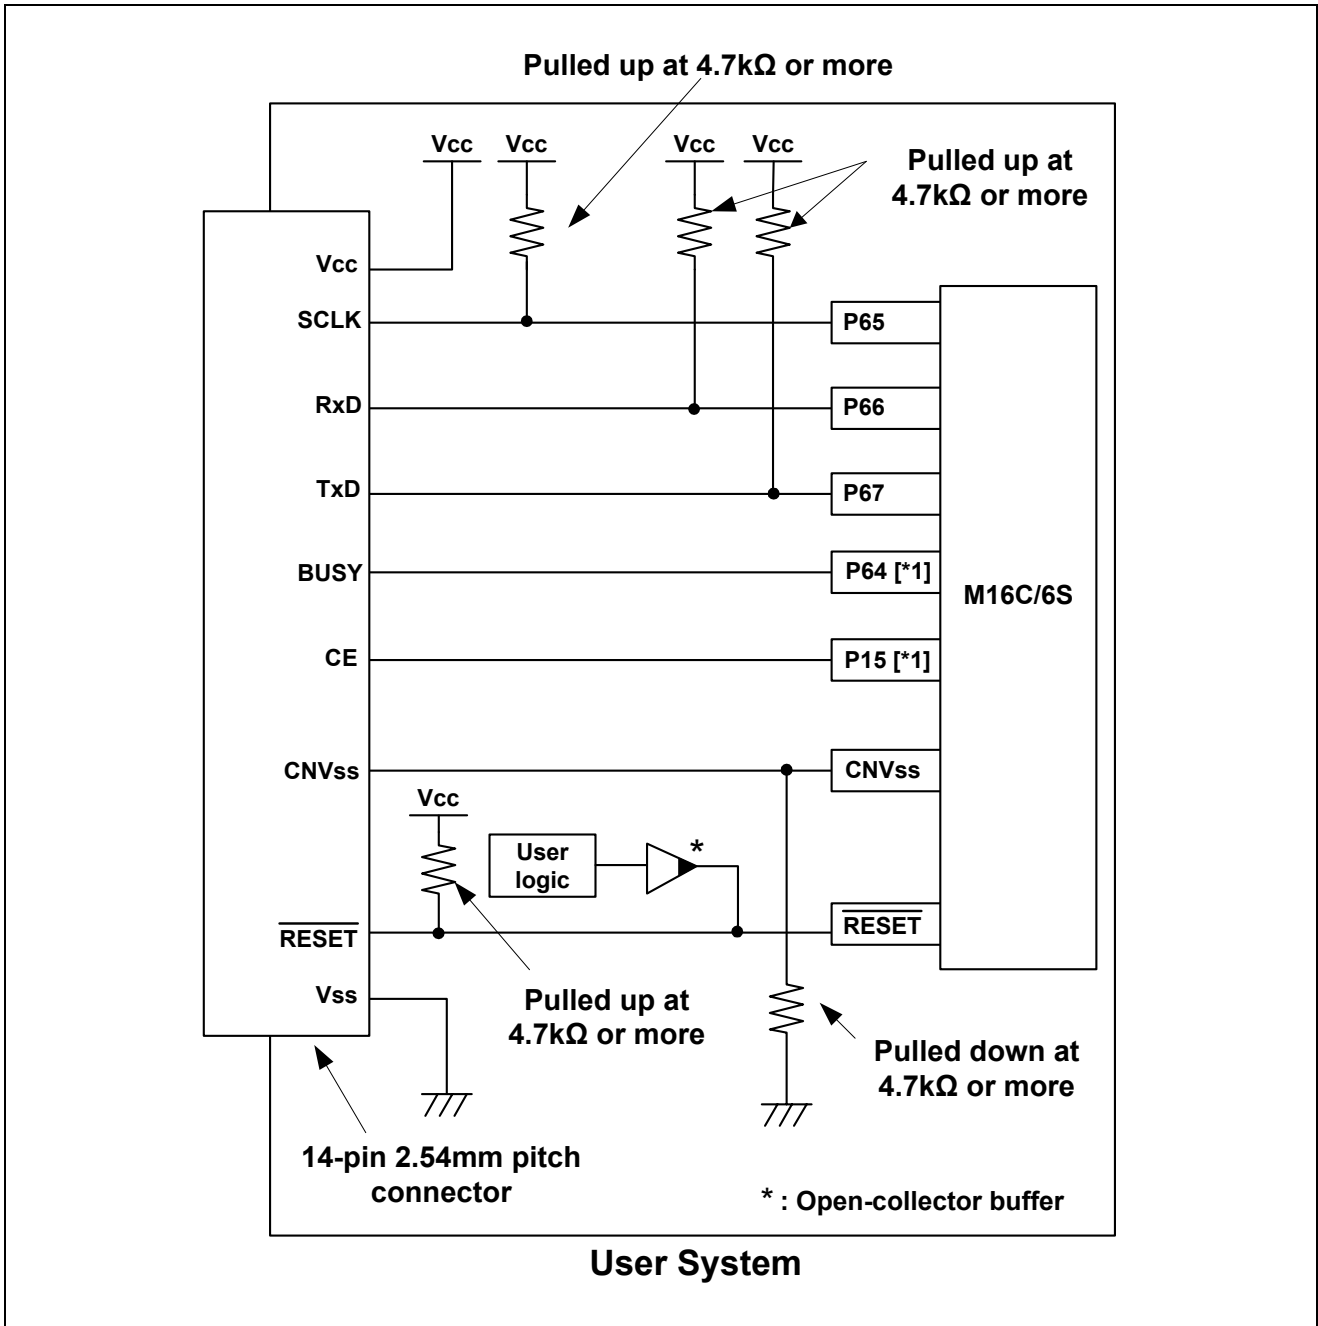 Pulled up at 4.7kΩ or more
Vcc
Vcc
Vcc
Vcc
Pulled up at
4.7kΩ or more
Vcc
SCLK
P65
RxD
P66
TxD
P67
BUSY
P64 [*1]
M16C/6S
CE
P15 [*1]
CNVss
CNVss
Vcc
User
logic
*
RESET
RESET
Vss
Pulled up at
4.7kΩ or more
Pulled down at
4.7kΩ or more
14-pin 2.54mm pitch
connector
* : Open-collector buffer
User System